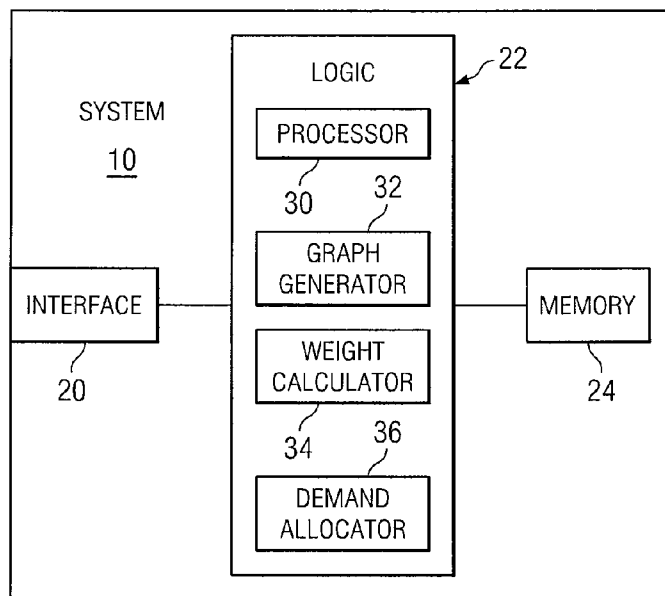 LOGIC
22
SYSTEM
10
PROCESSOR
30
32
GRAPH
GENERATOR
INTERFACE
20
MEMORY
24
WEIGHT
CALCULATOR
34
36
DEMAND
ALLOCATOR